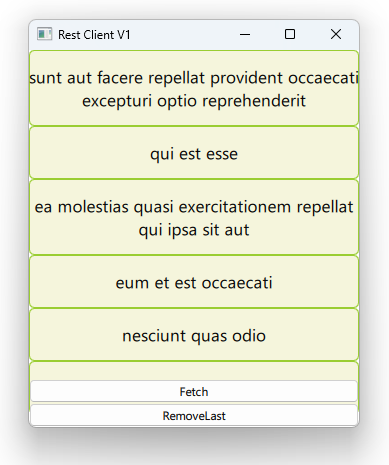 Rest Client V1
sunt aut facere repellat provident occaecati
excepturi optio reprehenderit
qui est esse
ea molestias quasi exercitationem repellat
qui ipsa sit aut
eum et est occaecati
nesciunt quas odio
Fetch
RemoveLast